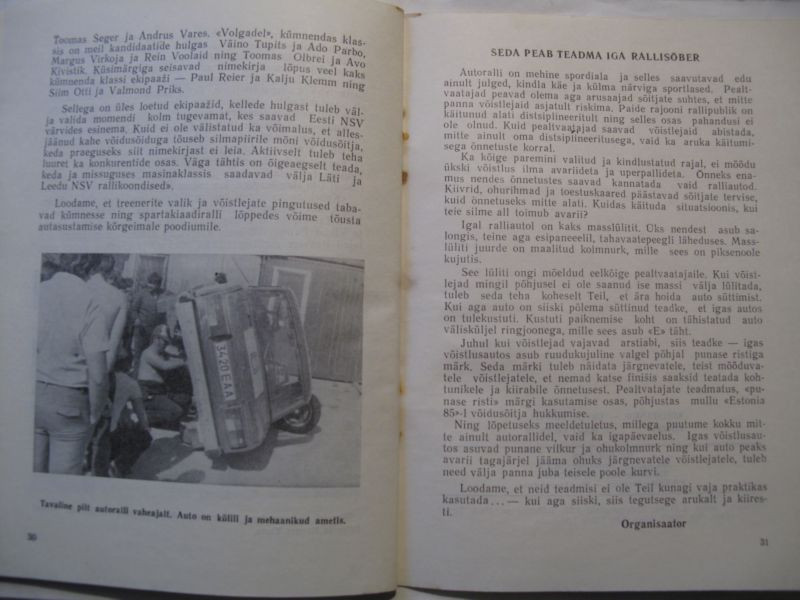 Toomas Seger ja Andrus Vares. «Volgadel», kümnendas klas-
sis on meil kandidaatide hulgas Väino Tupits ja Ado Parbo,
Margus Virkoja ja Rein Voolaid ning Toomas Olbrei ja Avo
Kivistik. Küsimärgiga seisavad nimekirja lõpus veel kaks
kümnenda klassi ekipaaži — Paul Reier ja Kalju Klemm ning
Siim Otti ja Valmond Priks.
Sellega on üles loetud ekipaažid, kellede hulgast tuleb väl-
ja valida momendi kolm tugevamat, kes saavad Eesti NSV
värvides esinema. Kuid ei ole välistatud ka võimalus, et alles-
jäänud kahe võidusõiduga tõuseb silmapiirile mõni võidusõitja,
keda praeguseks siit nimekirjast ei leia. Aktiivselt tuleb teha
luuret ka konkurentide osas. Väga tähtis on õigeaegselt teada,
keda ja missuguses masinaklassis saadavad välja Läti ja
Leedu NSV rallikoondised».
Loodame, et treenerite valik ja võistlejate pingutused taba-
vad kümnesse ning spartakiaadiralli lõppedes võime tõusta
autasustamise kõrgeimale poodiumile.
34-20 EAA
Tavaline pilt autoralli vaheajalt. Auto on külili ja mehaanikud ametis.
30
SEDA PEAB TEADMA IGA RALLISÕBER
Autoralli on mehine spordiala ja selles saavutavad edu
ainult julged, kindla käe ja külma närviga sportlased. Pealt-
vaatajad peavad olema aga arusaajad sõitjate suhtes, et mitte
panna võistlejaid asjatult riskima. Paide rajooni rallipublik on
käitunud alati distsiplineeritult ning selles osas pahandusi ei
ole olnud. Kuid pealtvaatajad saavad võistlejaid abistada,
mitte ainult oma distsiplineeritusega, vaid ka aruka käitumi-
sega õnnetuste korral.
Ka kõige paremini valitud ja kindlustatud rajal, ei möödu
ükski võistlus ilma avariideta ja uperpallideta. Õnneks ena-
mus nendes õnnetustes saavad kannatada vaid ralliautod.
Kiivrid, ohurihmad ja toestuskaared päästavad sõitjate tervise,
kuid õnnetuseks mitte alati. Kuidas käituda situatsioonis, kui
teie silme all toimub avarii?
Igal ralliautol on kaks masslülitit. Üks nendest asub sa-
longis, teine aga esipaneeelil, tahavaatepeegli läheduses. Mass-
lüliti juurde on maalitud kolmnurk, mille sees on piksenoole
kujutis.
See lüliti ongi mõeldud eelkõige pealtvaatajaile. Kui võist-
lejad mingil põhjusel ei ole saanud ise massi välja lülitada,
tuleb seda teha koheselt Teil, et ära hoida auto süttimist.
Kui aga auto on siiski põlema süttinud teadke, et igas autos
on tulekustuti. Kustuti paiknemise koht on tähistatud auto
välisküljel ringjoonega, mille sees asub «E» täht.
Juhul kui võistlejad vajavad arstiabi, siis teadke — igas
võistlusautos asub ruudukujuline valgel põhjal punase ristiga
märk. Seda märki tuleb näidata järgnevatele, teist mööduva-
tele võistlejatele, et nemad katse finišis saaksid teatada koh-
tunikele ja kiirabile õnnetusest. Pealtvatajate teadmatus, «pu-
nase risti» märgi kasutamise osas, põhjustas mullu «Estonia
85»-l võidusõitja hukkumise.
Ning lõpetuseks meeldetuletus, millega puutume kokku mit-
te ainult autorallidel, vaid ka igapäevaelus. Igas võistlusau-
tos asuvad punane vilkur ja ohukolmnurk ning kui auto peaks
avarii tagajärjel jääma ohuks järgnevatele võistlejatele, tuleb
need välja panna juba teisele poole kurvi.
Loodame, et neid teadmisi ei ole Teil kunagi vaja praktikas
kasutada... — kui aga siiski, siis tegutsege arukalt ja kiires-
ti.
Organisaator
31